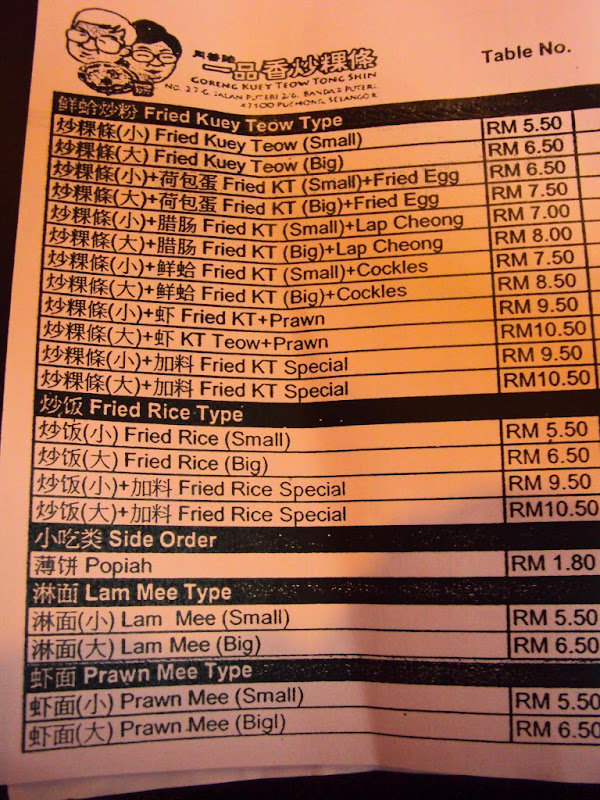 一品香炒粿條
GORENG KUEY TEOW TONG SHIN
NO. 27-G, JALAN PUTERI 2/6, BANDAR PUTERI,
47100 PUCHONG SELANGOR
Table No.
鲜蛤炒粉 Fried Kuey Teow Type
炒粿條(小) Fried Kuey Teow (Small) RM 5.50
炒粿條(大) Fried Kuey Teow (Big) RM 6.50
炒粿條(小)+荷包蛋 Fried KT (Small)+Fried Egg RM 6.50
炒粿條(大)+荷包蛋 Fried KT (Big)+Fried Egg RM 7.50
炒粿條(小)+腊肠 Fried KT (Small)+Lap Cheong RM 7.00
炒粿條(大)+腊肠 Fried KT (Big)+Lap Cheong RM 8.00
炒粿條(小)+鲜蛤 Fried KT (Small)+Cockles RM 7.50
炒粿條(大)+鲜蛤 Fried KT (Big)+Cockles RM 8.50
炒粿條(小)+虾 Fried KT+Prawn RM 9.50
炒粿條(大)+虾 KT Teow+Prawn RM10.50
炒粿條(小)+加料 Fried KT Special RM 9.50
炒粿條(大)+加料 Fried KT Special RM10.50
炒饭 Fried Rice Type
炒饭(小) Fried Rice (Small) RM 5.50
炒饭(大) Fried Rice (Big) RM 6.50
炒饭(小)+加料 Fried Rice Special RM 9.50
炒饭(大)+加料 Fried Rice Special RM10.50
小吃类 Side Order
薄饼 Popiah RM 1.80
淋面 Lam Mee Type
淋面(小) Lam Mee (Small) RM 5.50
淋面(大) Lam Mee (Big) RM 6.50
虾面 Prawn Mee Type
虾面(小) Prawn Mee (Small) RM 5.50
虾面(大) Prawn Mee (Bigl) RM 6.50